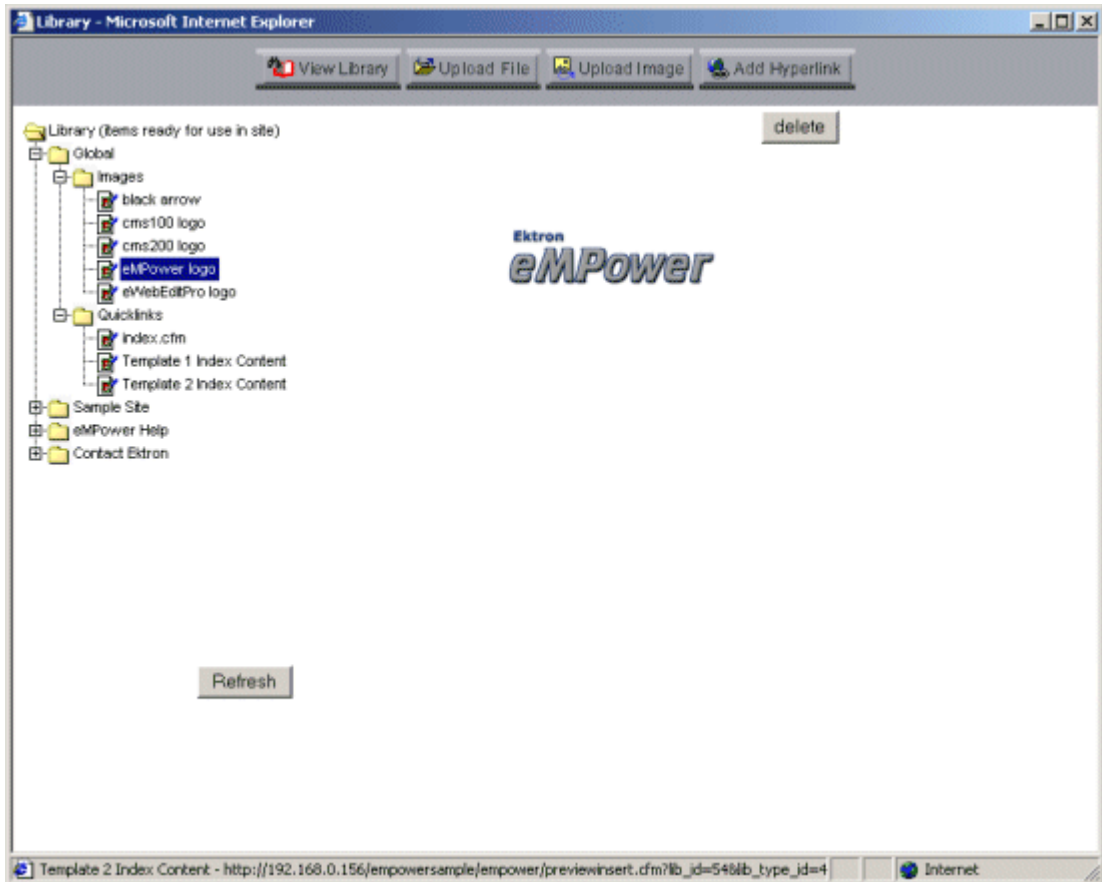 Library - Microsoft Internet Explorer
View Library
Upload File
Upload Image
Add Hyperlink
delete
Library (items ready for use in site)
Global
Images
black arrow
cms100 logo
cms200 logo
eMPower logo
eWebEditPro logo
Quicklinks
index.cfm
Template 1 Index Content
Template 2 Index Content
Sample Site
eMPower Help
Contact Ektron
Ektron
eMPower
Refresh
Template 2 Index Content - http://192.168.0.156/empowersample/empower/previewinsert.cfm?lib_id=54&lib_type_id=4
Internet